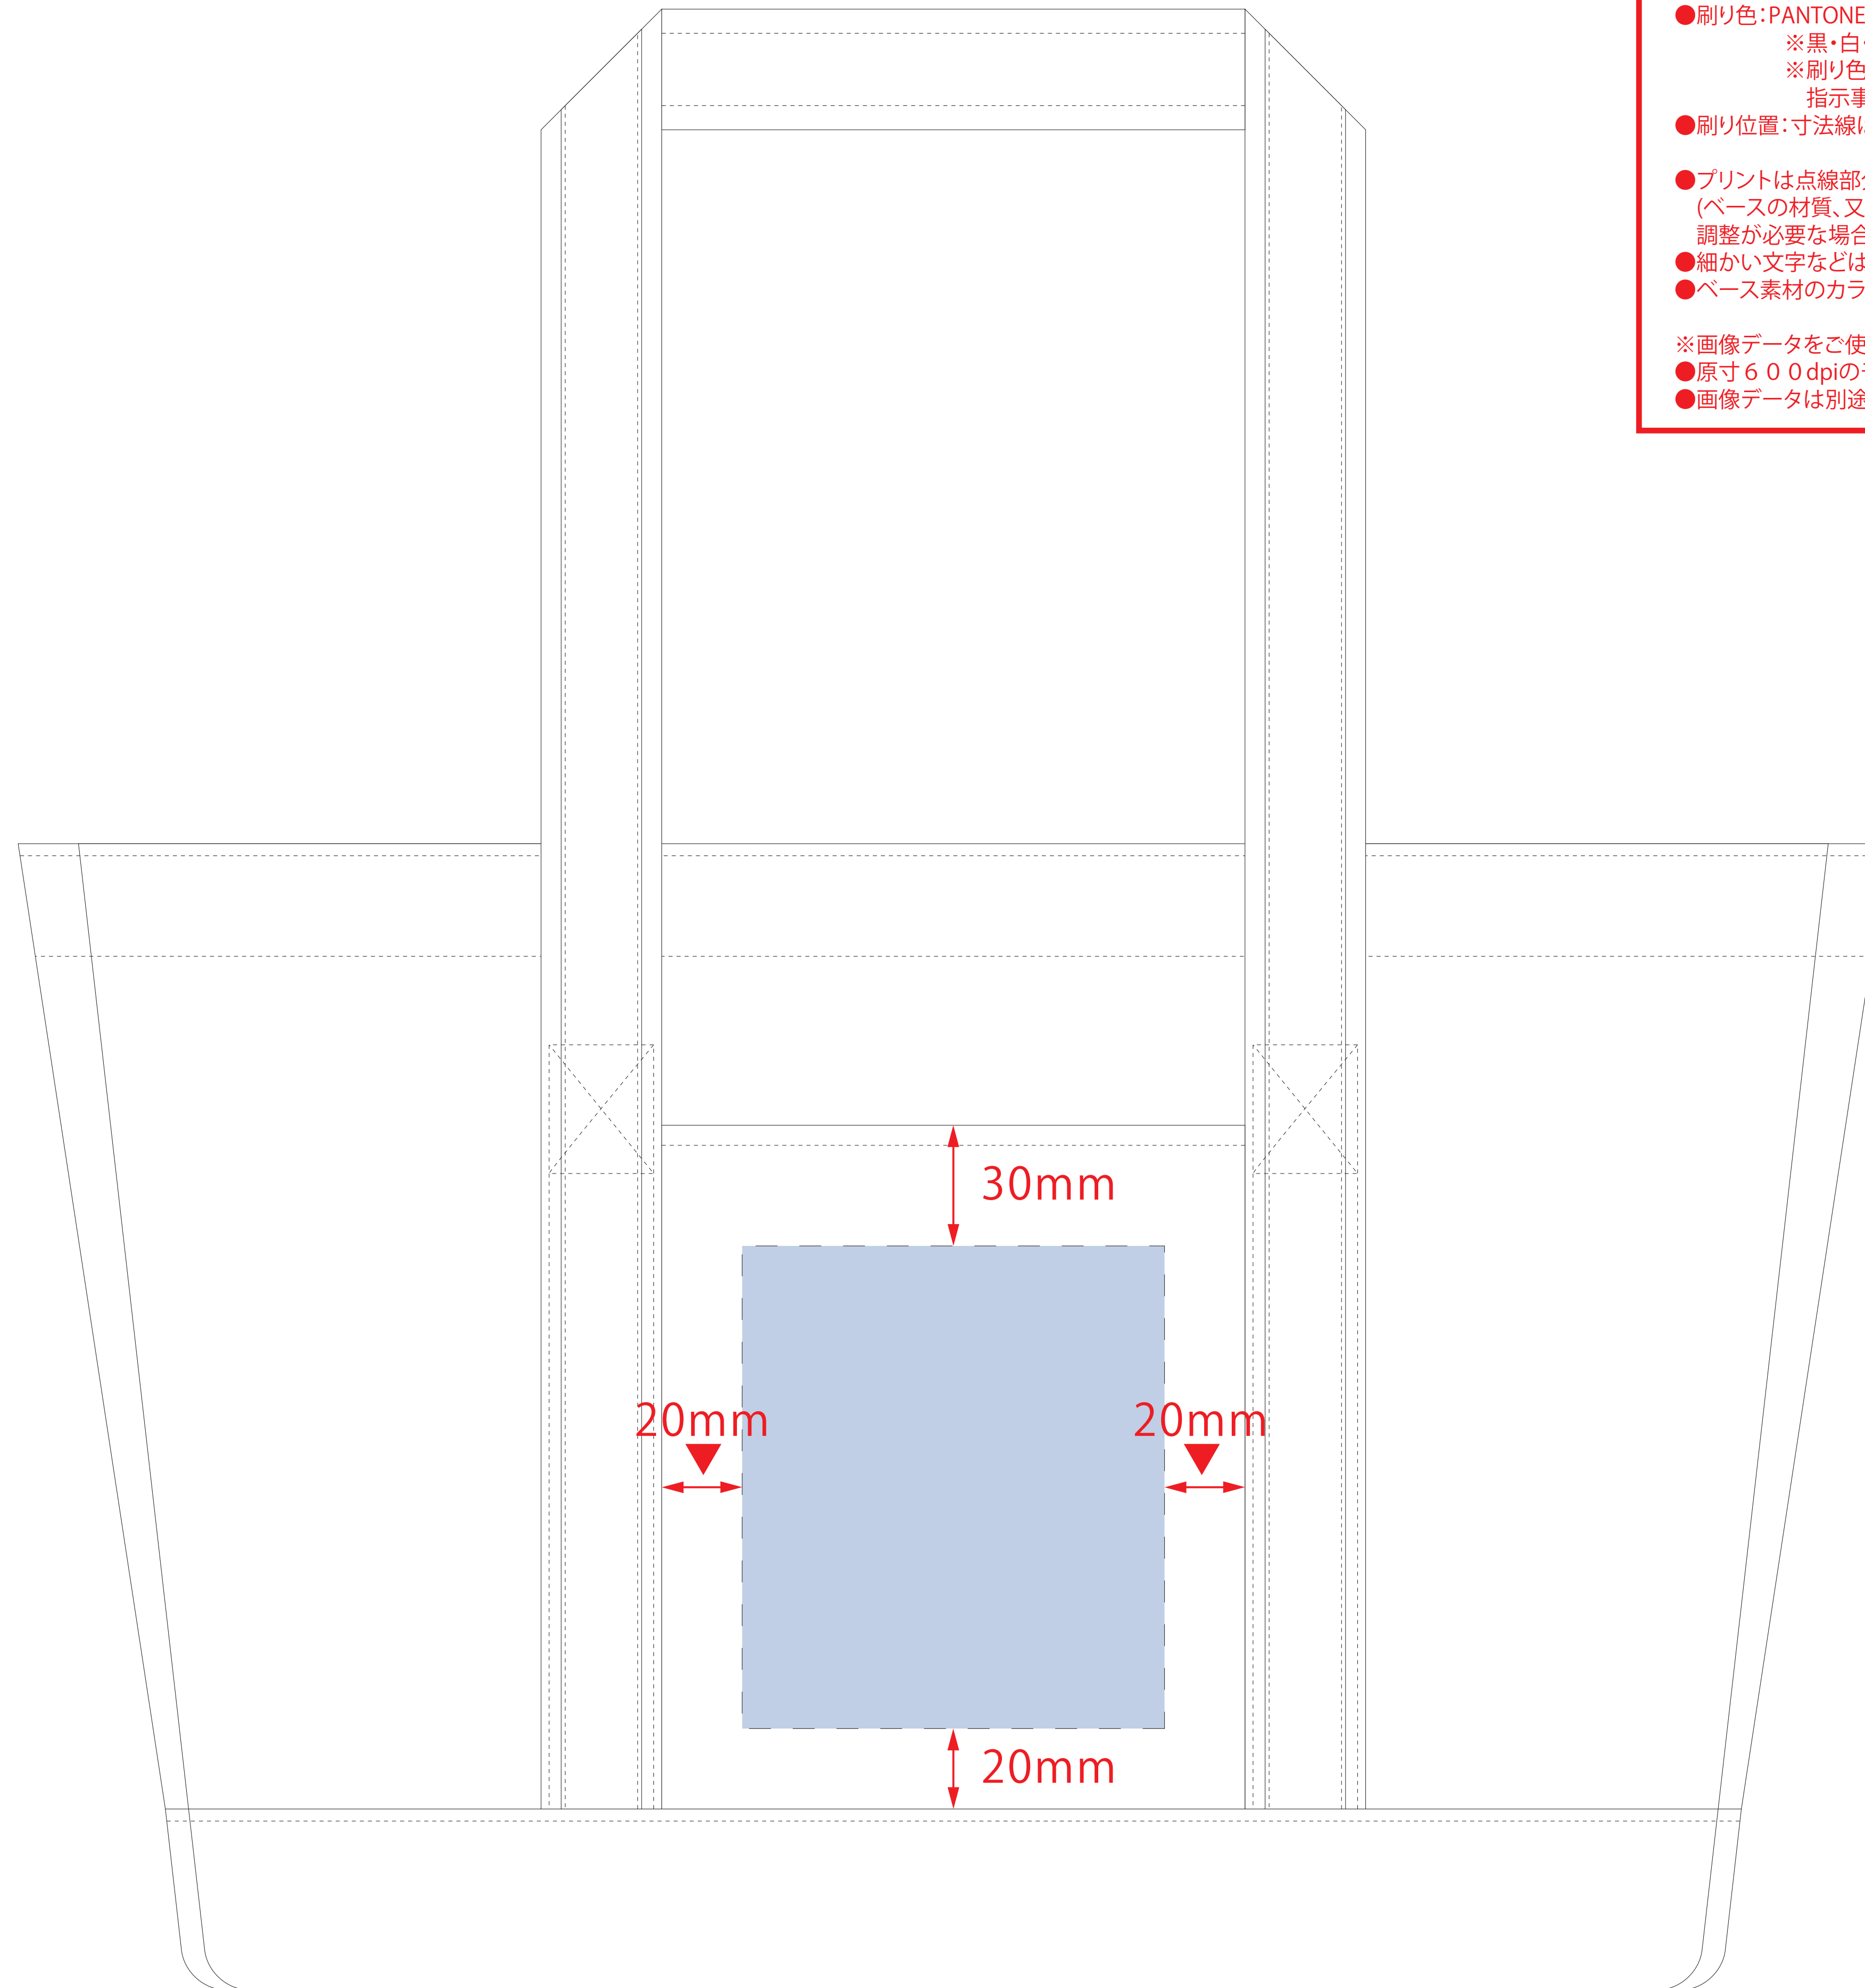 ●刷り色：PANTONE
※黒・白・
※刷り色
指示事
●刷り位置：寸法線は
●プリントは点線部分
(ベースの材質、又
調整が必要な場合
●細かい文字などは
●ベース素材のカラ
※画像データをご使
●原寸６００dpiのデ
●画像データは別途
30mm
20mm
20mm
20mm